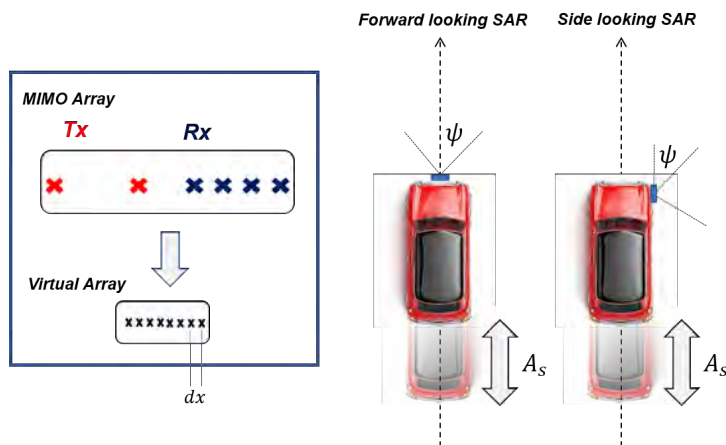 MIMO Array
Tx
Rx
Virtual Array
dx
Forward looking SAR
ψ
A_S
Side looking SAR
ψ
A_S